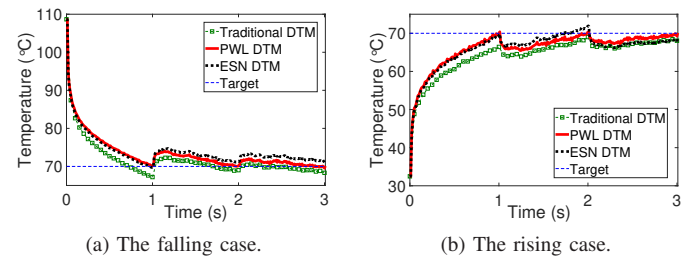 110
100
90
80
70
60
Temperature (°C)
Traditional DTM
PWL DTM
ESN DTM
Target
0
1
2
3
Time (s)
(a) The falling case.
70
60
50
40
30
Temperature (°C)
Traditional DTM
PWL DTM
ESN DTM
Target
0
1
2
3
Time (s)
(b) The rising case.